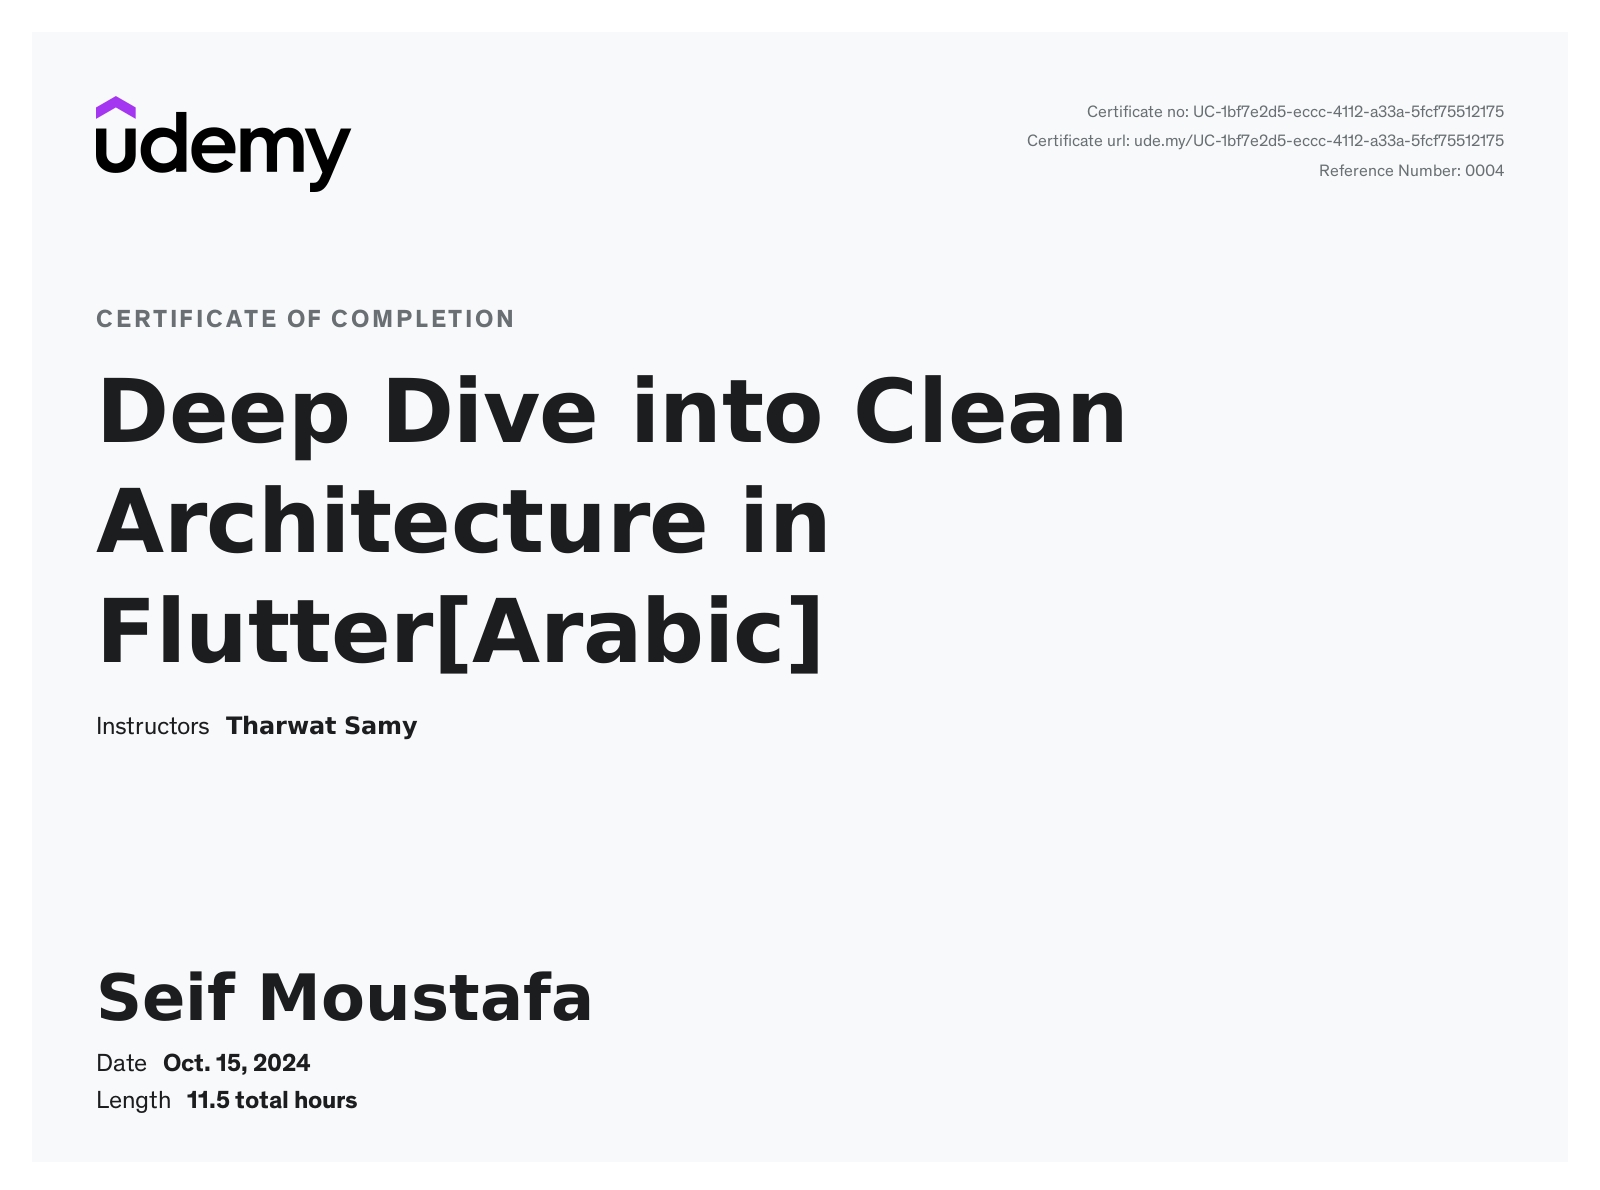 udemy
Certificate no: UC-1bf7e2d5-eccc-4112-a33a-5fcf75512175
Certificate url: ude.my/UC-1bf7e2d5-eccc-4112-a33a-5fcf75512175
Reference Number: 0004
CERTIFICATE OF COMPLETION
Deep Dive into Clean
Architecture in
Flutter[Arabic]
Instructors Tharwat Samy
Seif Moustafa
Date Oct. 15, 2024
Length 11.5 total hours